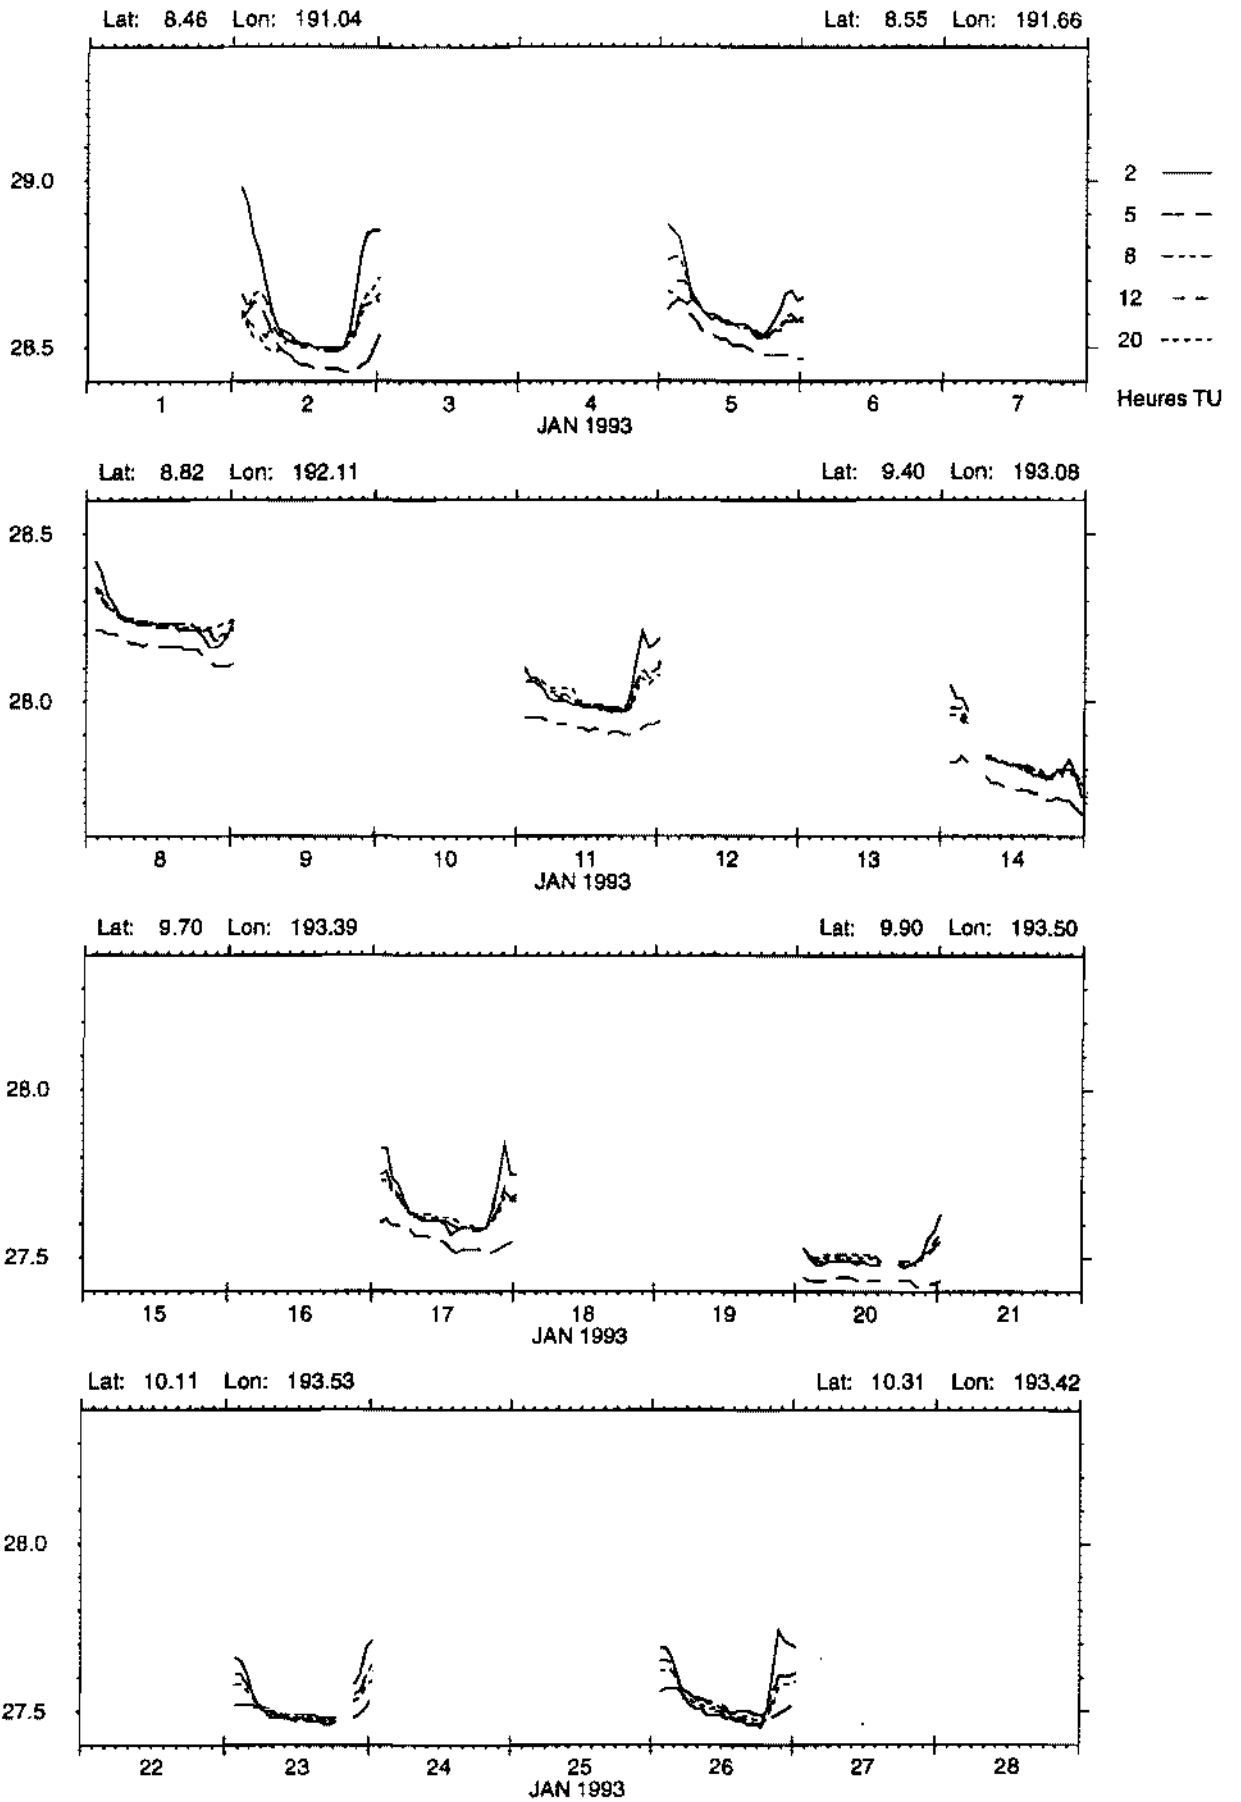 Lat: 8.46 Lon: 191.04 Lat: 8.55 Lon: 191.66
29.0
28.5
2
5
8
12
20
Heures TU
1 2 3 4 5 6 7
JAN 1993
Lat: 8.82 Lon: 192.11 Lat: 9.40 Lon: 193.08
28.5
28.0
8 9 10 11 12 13 14
JAN 1993
Lat: 9.70 Lon: 193.39 Lat: 9.90 Lon: 193.50
28.0
27.5
15 16 17 18 19 20 21
JAN 1993
Lat: 10.11 Lon: 193.53 Lat: 10.31 Lon: 193.42
28.0
27.5
22 23 24 25 26 27 28
JAN 1993